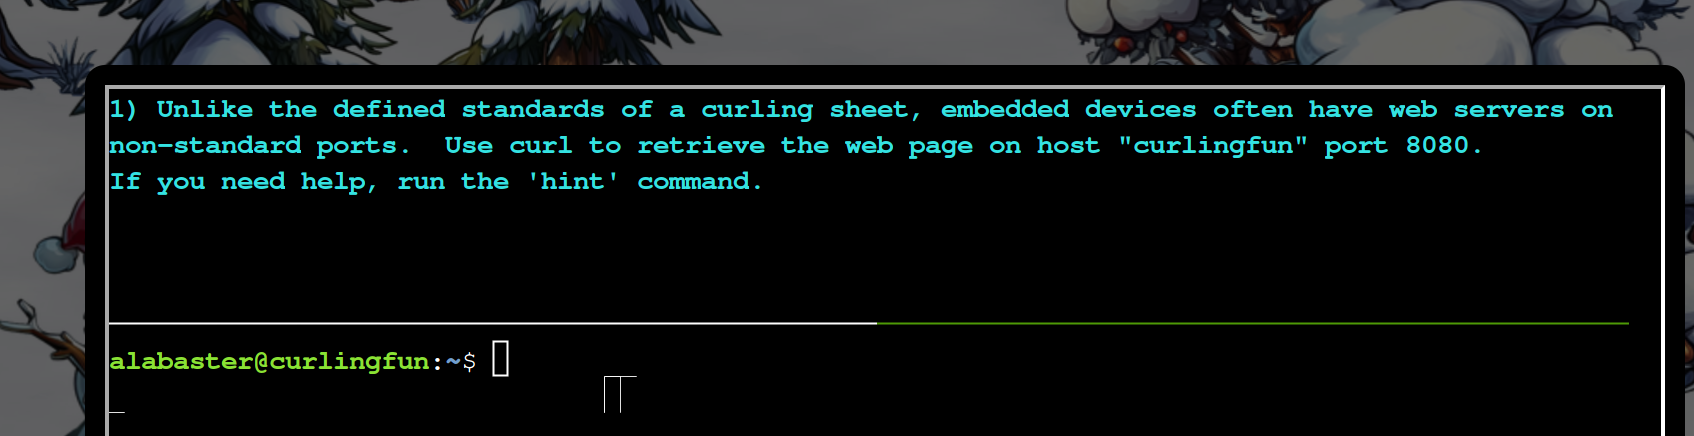 1) Unlike the defined standards of a curling sheet, embedded devices often have web servers on
non-standard ports.  Use curl to retrieve the web page on host "curlingfun" port 8080.
If you need help, run the 'hint' command.
alabaster@curlingfun:~$